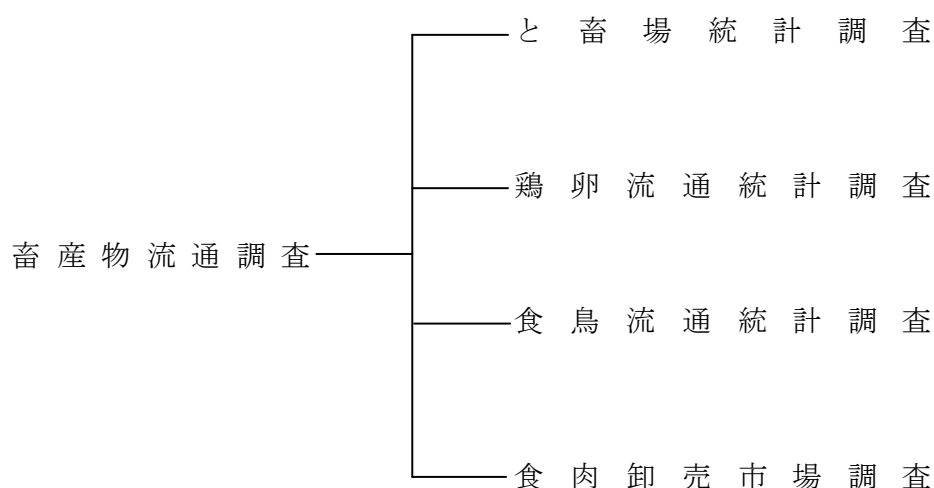 と畜場統計調査
鶏卵流通統計調査
畜産物流通調査
食鳥流通統計調査
食肉卸売市場調査